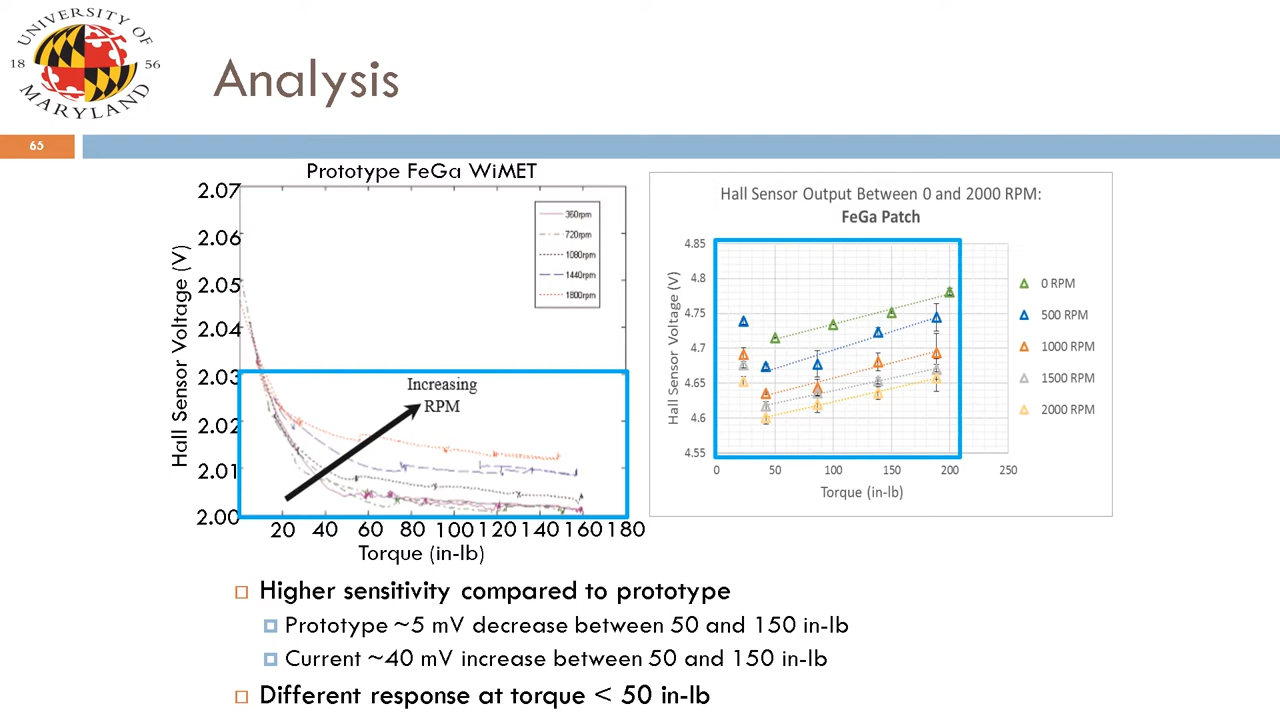 UNIVERSITY OF
18 56
MARYLAND
Analysis
65
Prototype FeGa WiMET
2.07
2.06
2.05
2.04
2.03
2.02
2.01
2.00
Hall Sensor Voltage (V)
360rpm
720rpm
1080rpm
1440rpm
1800rpm
Increasing
RPM
20 40 60 80 100 120 140 160 180
Torque (in-lb)
Hall Sensor Output Between 0 and 2000 RPM:
FeGa Patch
4.85
4.8
4.75
4.7
4.65
4.6
4.55
Hall Sensor Voltage (V)
0 50 100 150 200 250
Torque (in-lb)
0 RPM
500 RPM
1000 RPM
1500 RPM
2000 RPM
Higher sensitivity compared to prototype
Prototype ~5 mV decrease between 50 and 150 in-lb
Current ~40 mV increase between 50 and 150 in-lb
Different response at torque < 50 in-lb